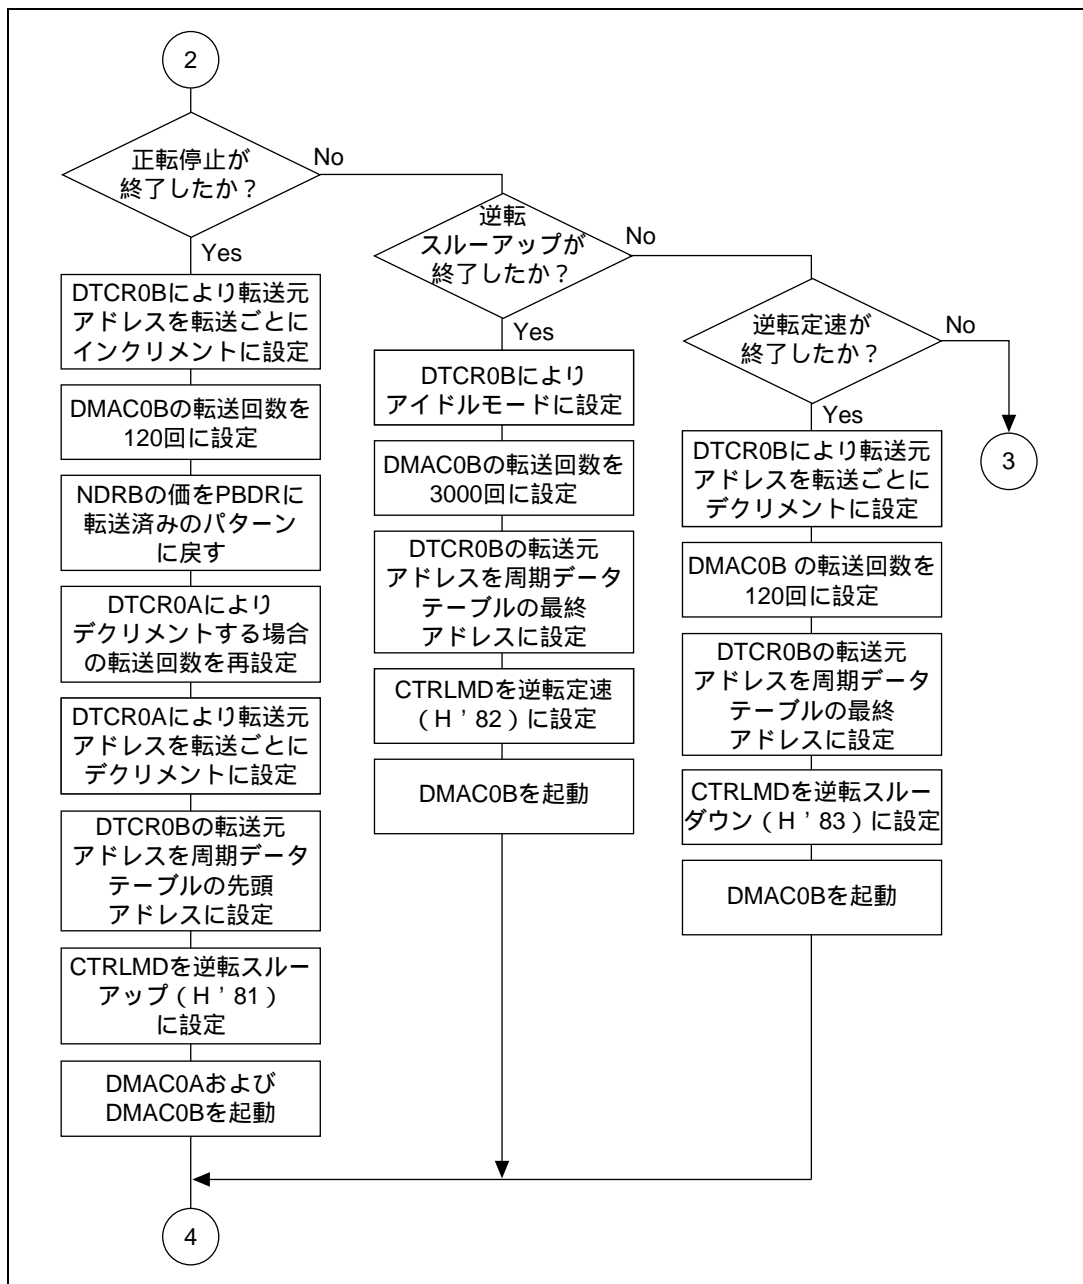 2
正転停止が
終了したか？
No
Yes
DTCR0Bにより転送元
アドレスを転送ごとに
インクリメントに設定
DMAC0Bの転送回数を
120回に設定
NDRBの価をPBDRに
転送済みのパターン
に戻す
DTCR0Aにより
デクリメントする場合
の転送回数を再設定
DTCR0Aにより転送元
アドレスを転送ごとに
デクリメントに設定
DTCR0Bの転送元
アドレスを周期データ
テーブルの先頭
アドレスに設定
CTRLMDを逆転スルー
アップ（H＇81）
に設定
DMAC0Aおよび
DMAC0Bを起動
逆転
スルーアップが
終了したか？
No
Yes
DTCR0Bにより
アイドルモードに設定
DMAC0Bの転送回数を
3000回に設定
DTCR0Bの転送元
アドレスを周期データ
テーブルの最終
アドレスに設定
CTRLMDを逆転定速
（H＇82）に設定
DMAC0Bを起動
逆転定速が
終了したか？
No
Yes
3
DTCR0Bにより転送元
アドレスを転送ごとに
デクリメントに設定
DMAC0B の転送回数を
120回に設定
DTCR0Bの転送元
アドレスを周期データ
テーブルの最終
アドレスに設定
CTRLMDを逆転スルー
ダウン（H＇83）に設定
DMAC0Bを起動
4